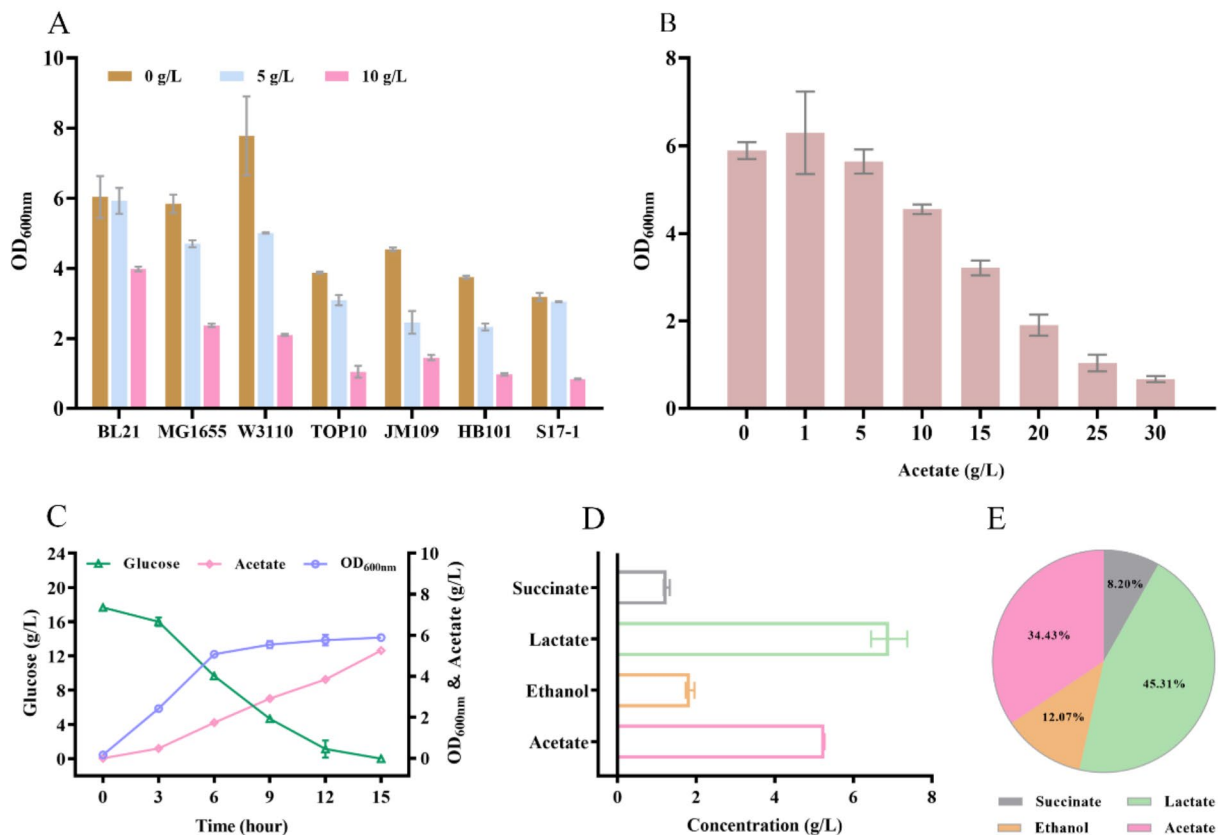 A
10
8
6
4
2
0
OD600nm
0 g/L 5 g/L 10 g/L
BL21 MG1655 W3110 TOP10 JM109 HB101 S17-1
B
8
6
4
2
0
OD600nm
0 1 5 10 15 20 25 30
Acetate (g/L)
C
Glucose Acetate OD600nm
24
20
16
12
8
4
0
Glucose (g/L)
10
8
6
4
2
0
OD600nm & Acetate (g/L)
0 3 6 9 12 15
Time (hour)
D
Succinate
Lactate
Ethanol
Acetate
0 2 4 6 8
Concentration (g/L)
E
8.20%
34.43%
45.31%
12.07%
Succinate Lactate
Ethanol Acetate